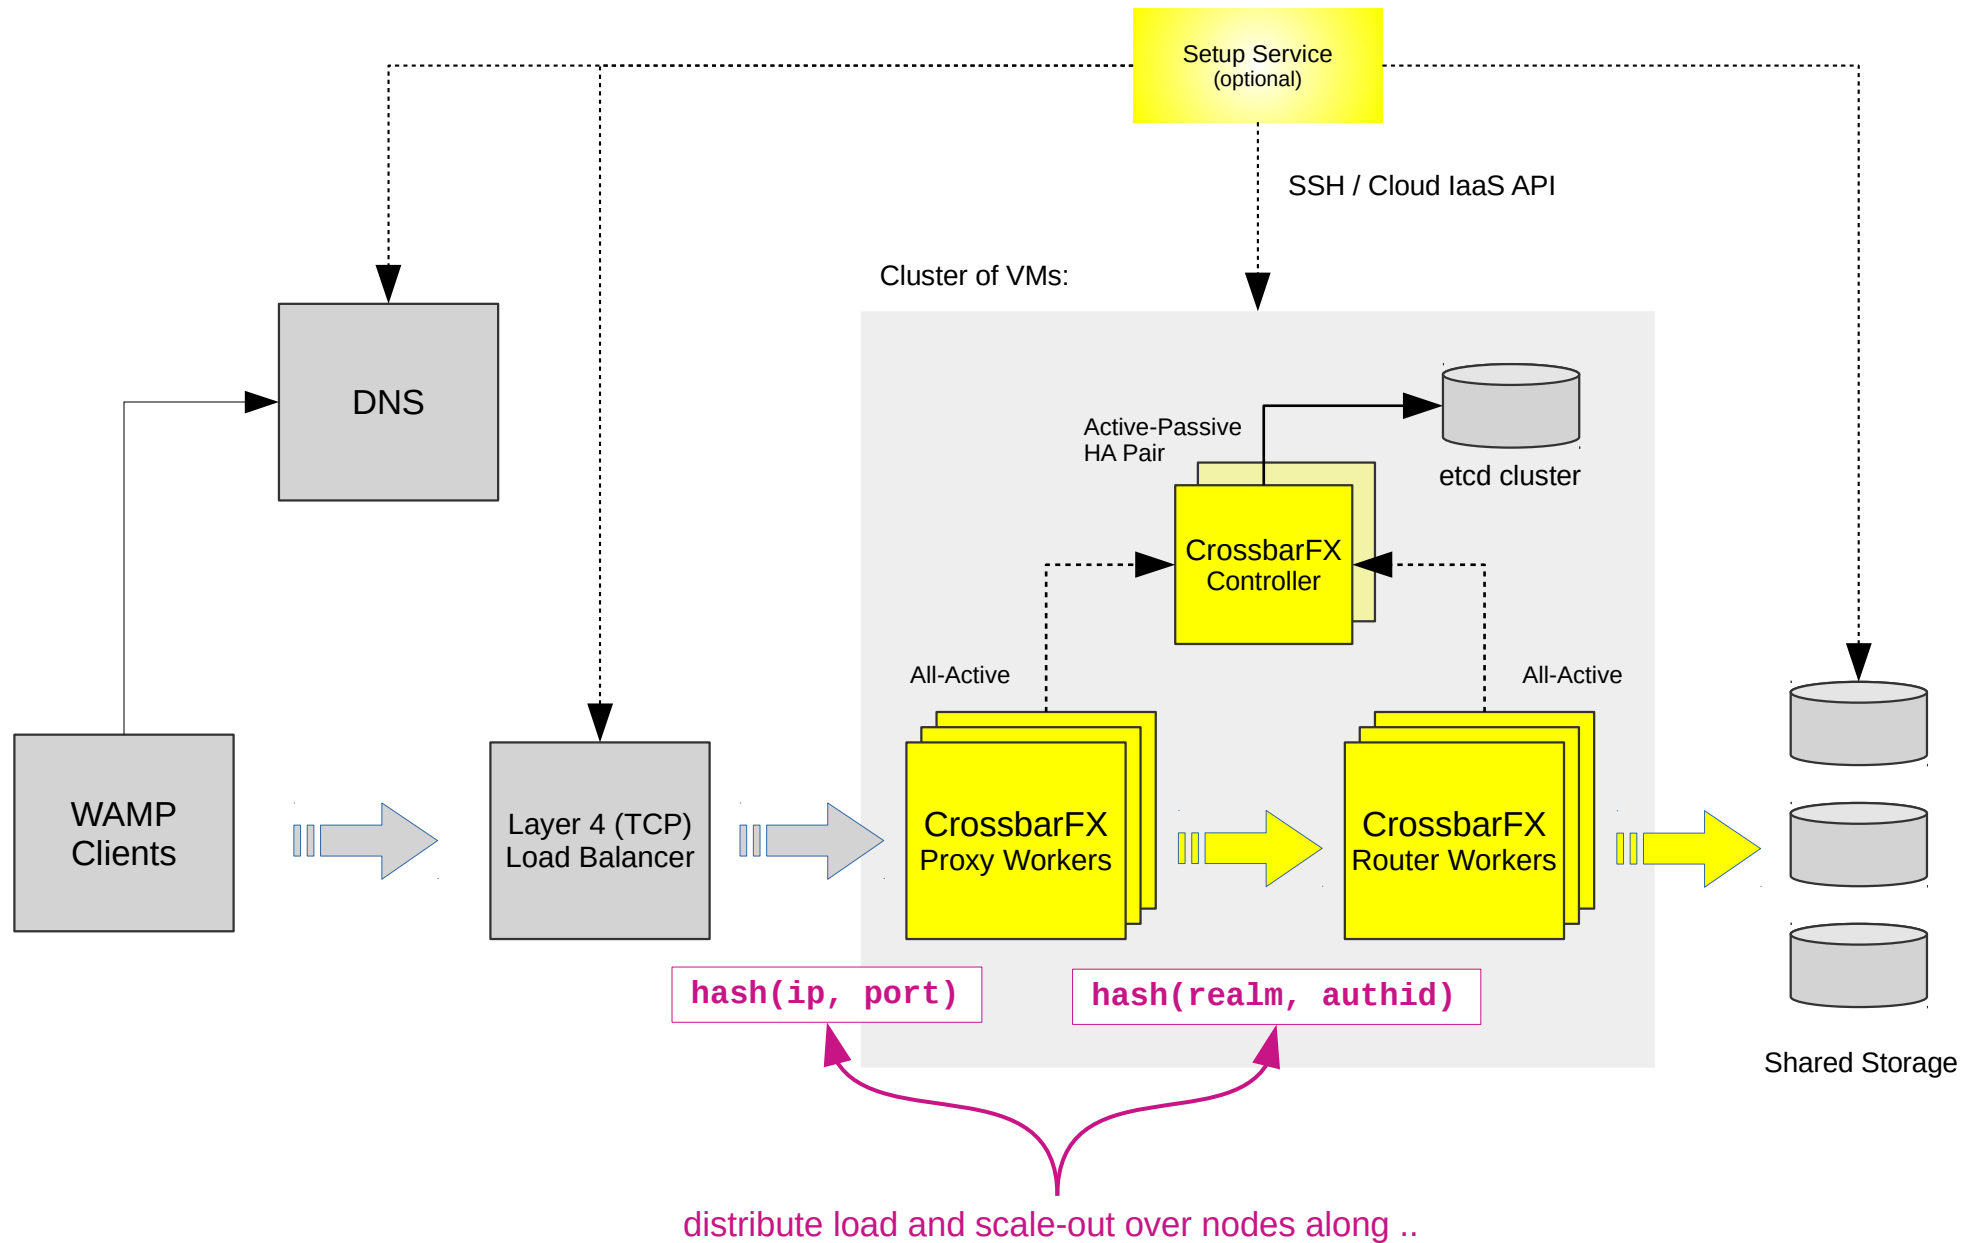 Setup Service
(optional)
SSH / Cloud IaaS API
Cluster of VMs:
DNS
Active-Passive
HA Pair
etcd cluster
CrossbarFX
Controller
All-Active
All-Active
WAMP
Clients
Layer 4 (TCP)
Load Balancer
CrossbarFX
Proxy Workers
CrossbarFX
Router Workers
hash(ip, port)
hash(realm, authid)
Shared Storage
distribute load and scale-out over nodes along ..